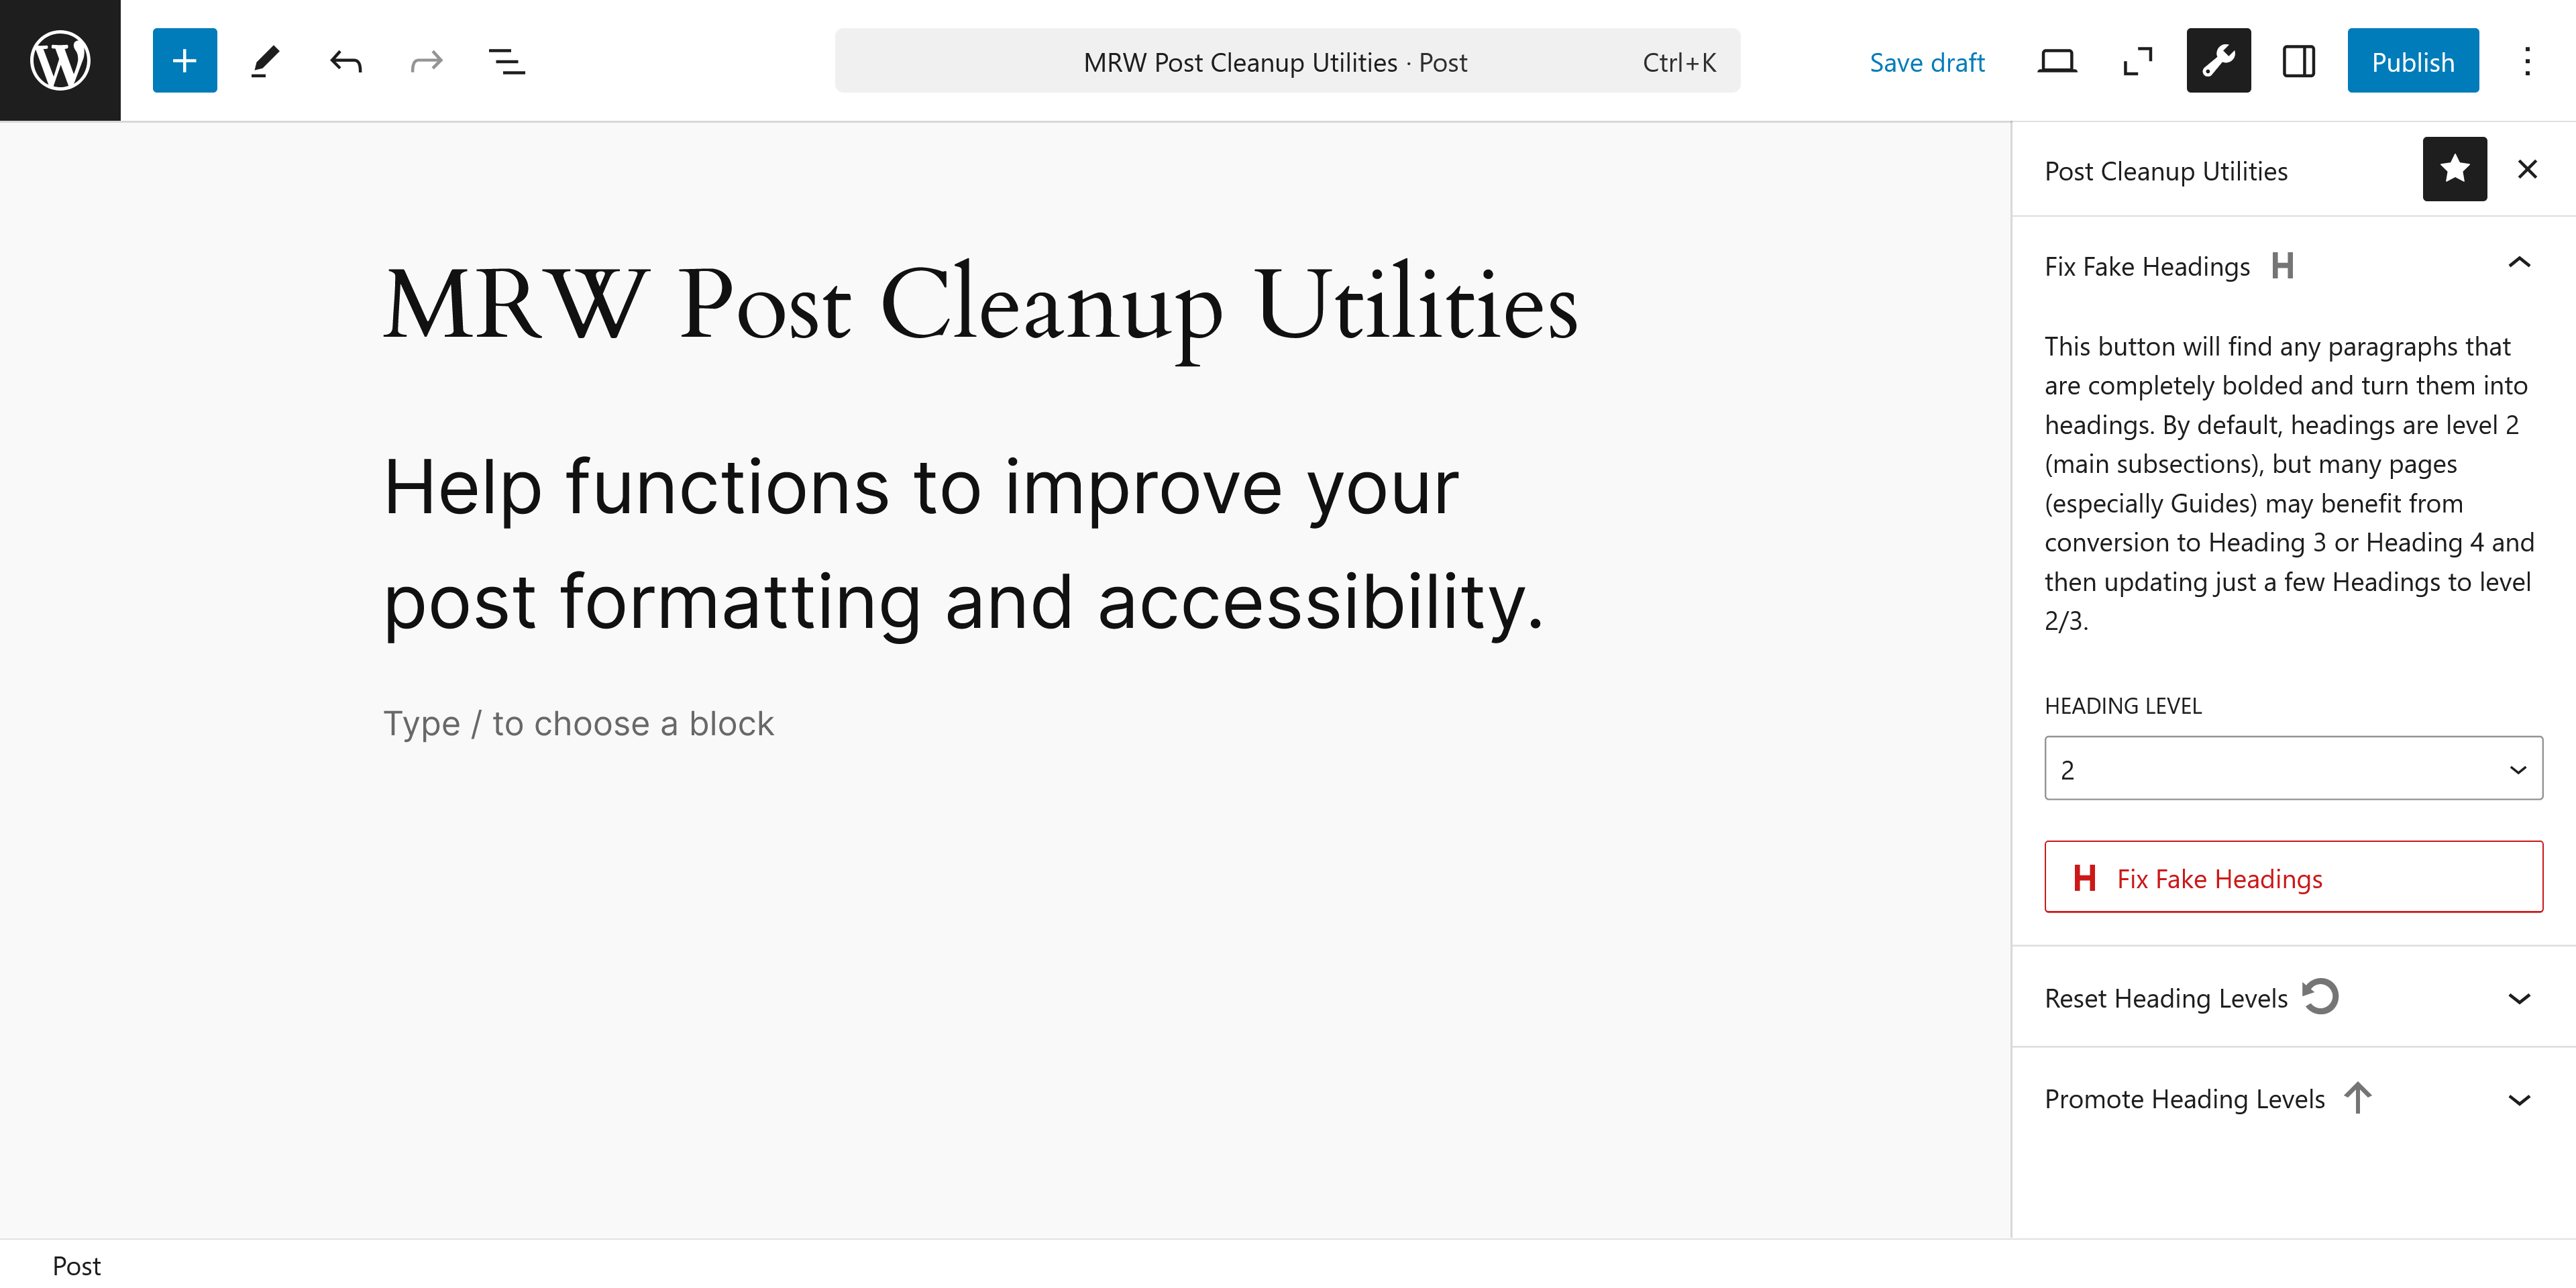 MRW Post Cleanup Utilities · Post
Ctrl+K
Save draft
Publish
MRW Post Cleanup Utilities
Help functions to improve your
post formatting and accessibility.
Type / to choose a block
Post Cleanup Utilities
Fix Fake Headings H
This button will find any paragraphs that
are completely bolded and turn them into
headings. By default, headings are level 2
(main subsections), but many pages
(especially Guides) may benefit from
conversion to Heading 3 or Heading 4 and
then updating just a few Headings to level
2/3.
HEADING LEVEL
2
H Fix Fake Headings
Reset Heading Levels
Promote Heading Levels
Post